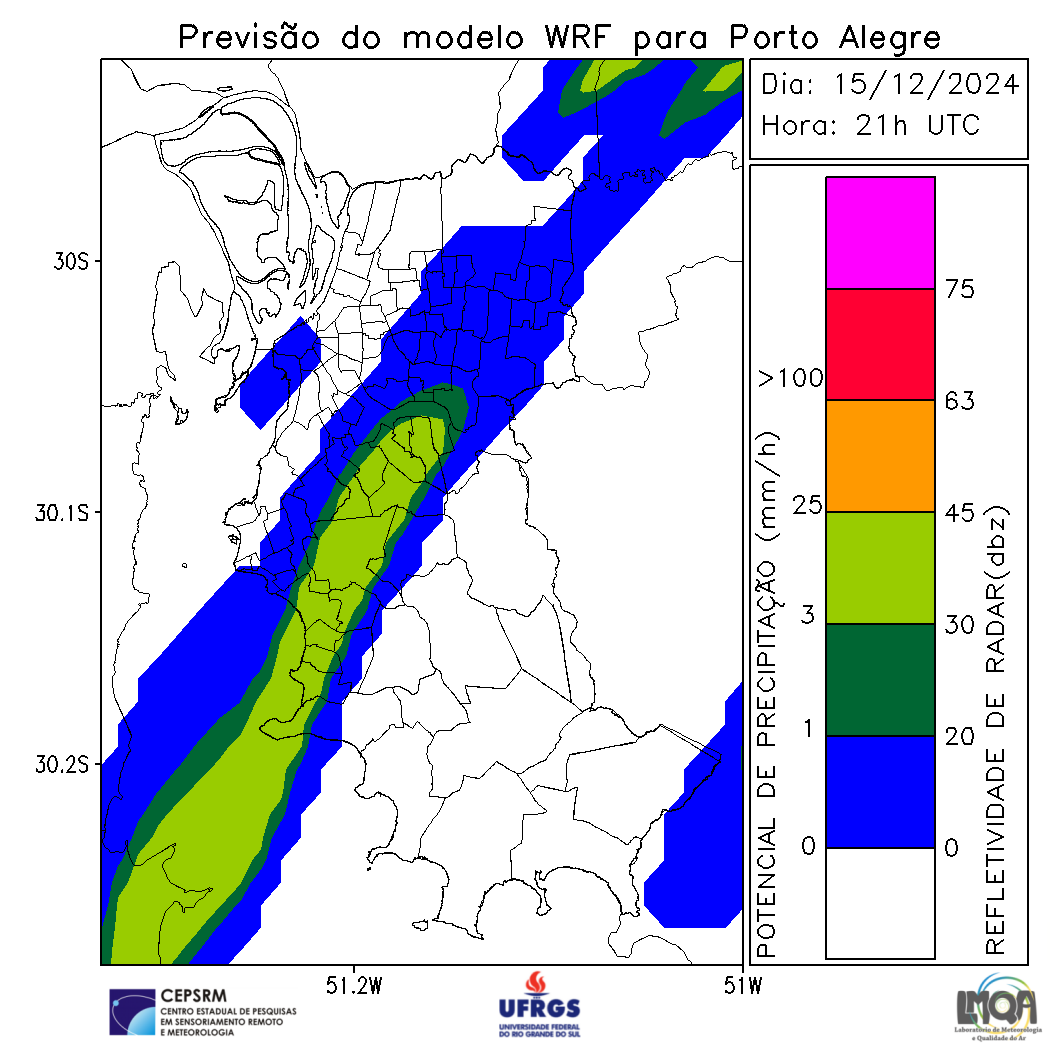 Previsão do modelo WRF para Porto Alegre
Dia: 15/12/2024
Hora: 21h UTC
30S
30.1S
30.2S
51.2W
51W
POTENCIAL DE PRECIPITAÇÃO (mm/h)
>100
25
3
1
0
75
63
45
30
20
0
REFLETIVIDADE DE RADAR(dbz)
CEPSRM
CENTRO ESTADUAL DE PESQUISAS
EM SENSORIAMENTO REMOTO
E METEOROLOGIA
UFRGS
UNIVERSIDADE FEDERAL
DO RIO GRANDE DO SUL
LMQA
Laboratório de Meteorologia
e Qualidade do Ar